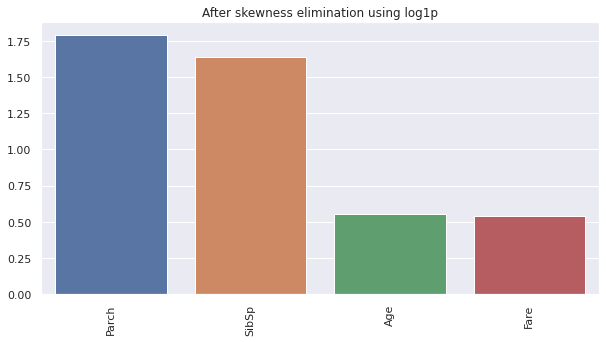 After skewness elimination using log1p
1.75
1.50
1.25
1.00
0.75
0.50
0.25
0.00
Parch
SibSp
Age
Fare